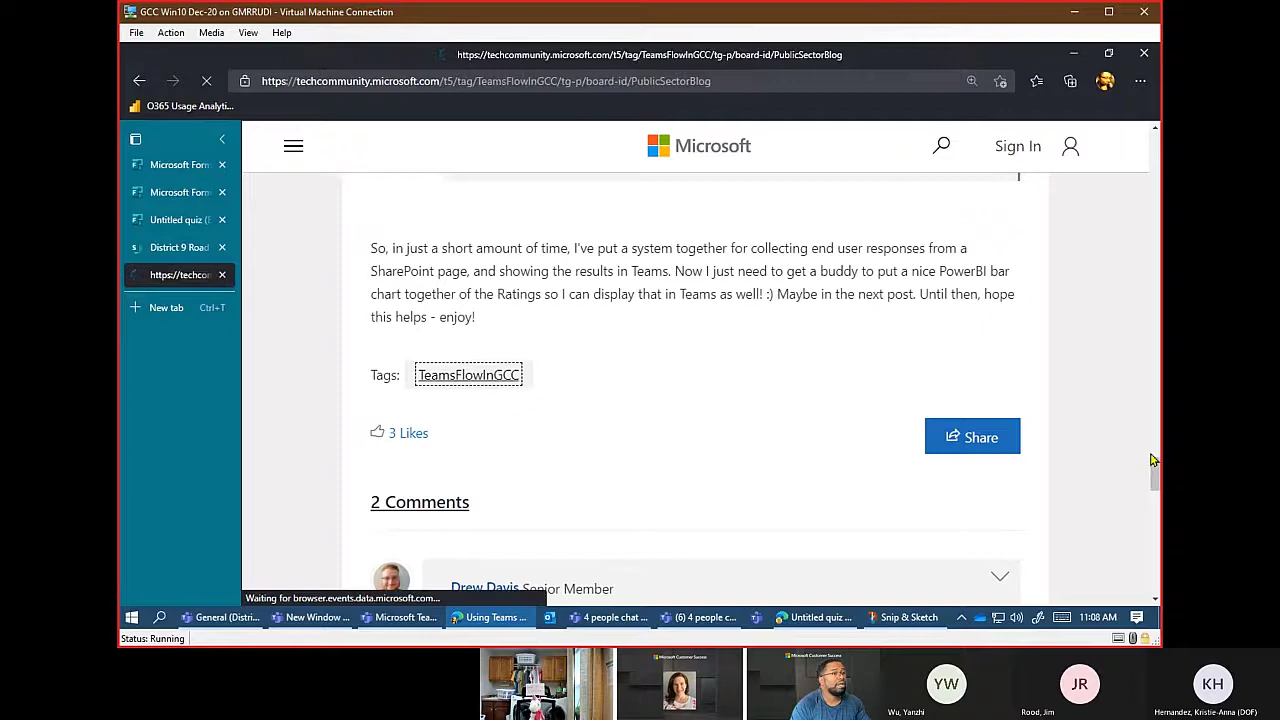 GCC Win10 Dec-20 on GMRRUDI - Virtual Machine Connection
File Action Media View Help
https://techcommunity.microsoft.com/t5/tag/TeamsFlowInGCC/tg-p/board-id/PublicSectorBlog
https://techcommunity.microsoft.com/t5/tag/TeamsFlowInGCC/tg-p/board-id/PublicSectorBlog
O365 Usage Analyti...
Microsoft Form
Microsoft Form
Untitled quiz (
District 9 Road
https://techco
New tab Ctrl+T
Microsoft
Sign In
So, in just a short amount of time, I've put a system together for collecting end user responses from a
SharePoint page, and showing the results in Teams. Now I just need to get a buddy to put a nice PowerBI bar
chart together of the Ratings so I can display that in Teams as well! :) Maybe in the next post. Until then, hope
this helps - enjoy!
Tags: TeamsFlowInGCC
3 Likes
Share
2 Comments
Drew Davis Senior Member
Waiting for browser.events.data.microsoft.com...
General (Distri... New Window ... Microsoft Tea... Using Teams ... 4 people chat ... (6) 4 people c... Untitled quiz ... Snip & Sketch 11:08 AM
Status: Running
Microsoft Customer Success
Microsoft Customer Success
YW
JR
KH
Wu, Yanzhi
Rood, Jim
Hernandez, Kristie-Anna (DOF)